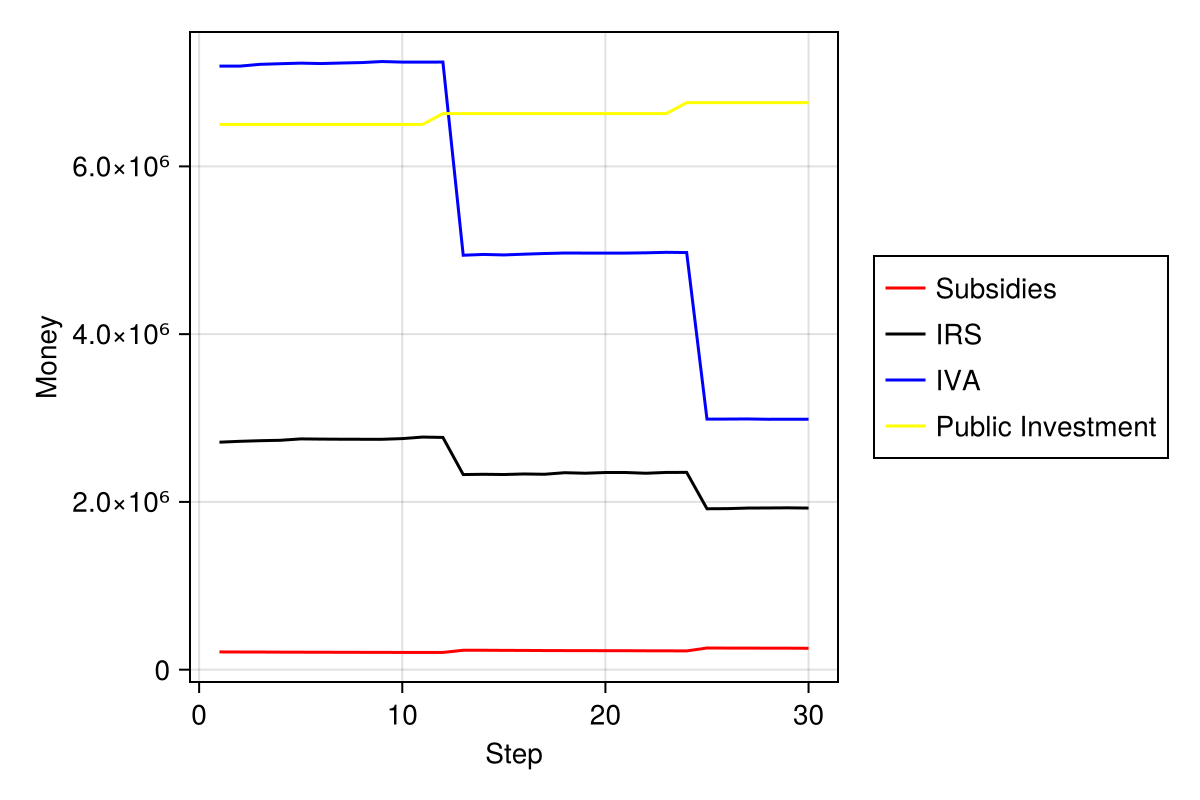 6.0×10⁶
4.0×10⁶
2.0×10⁶
0
Money
0 10 20 30
Step
Subsidies
IRS
IVA
Public Investment